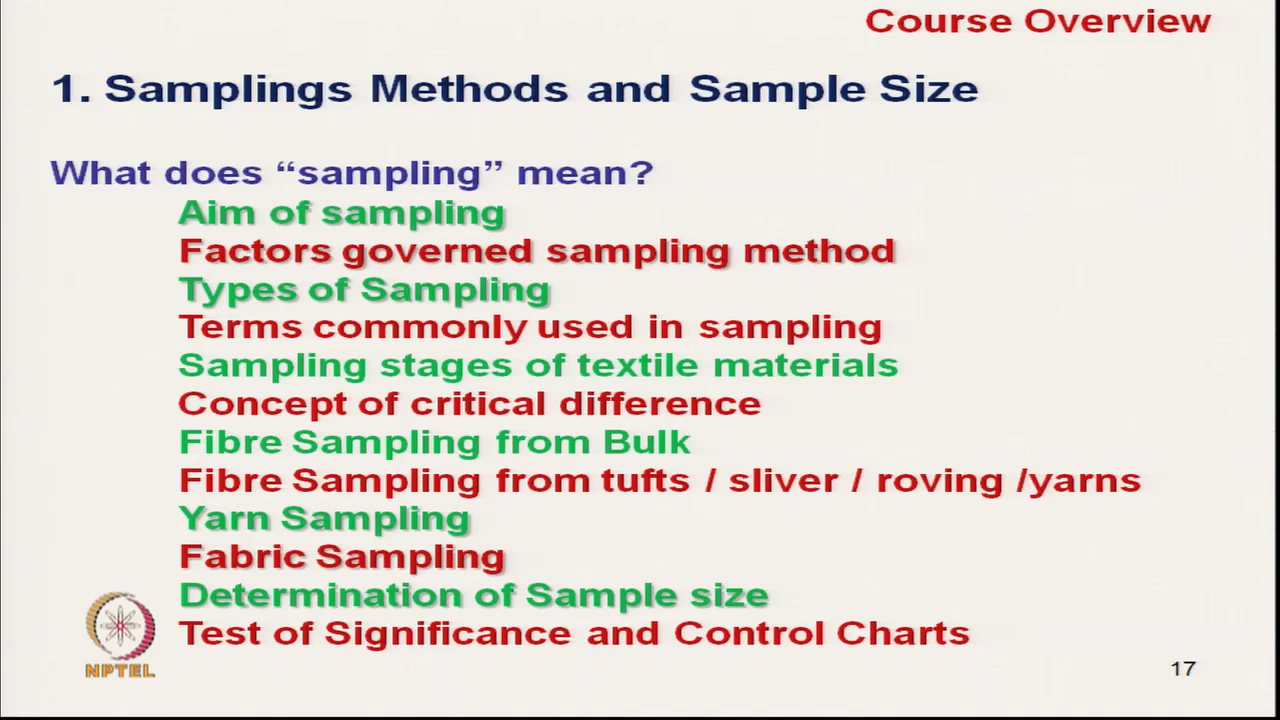 Course Overview
1. Samplings Methods and Sample Size
What does “sampling” mean?
Aim of sampling
Factors governed sampling method
Types of Sampling
Terms commonly used in sampling
Sampling stages of textile materials
Concept of critical difference
Fibre Sampling from Bulk
Fibre Sampling from tufts / sliver / roving /yarns
Yarn Sampling
Fabric Sampling
Determination of Sample size
Test of Significance and Control Charts
NPTEL
17